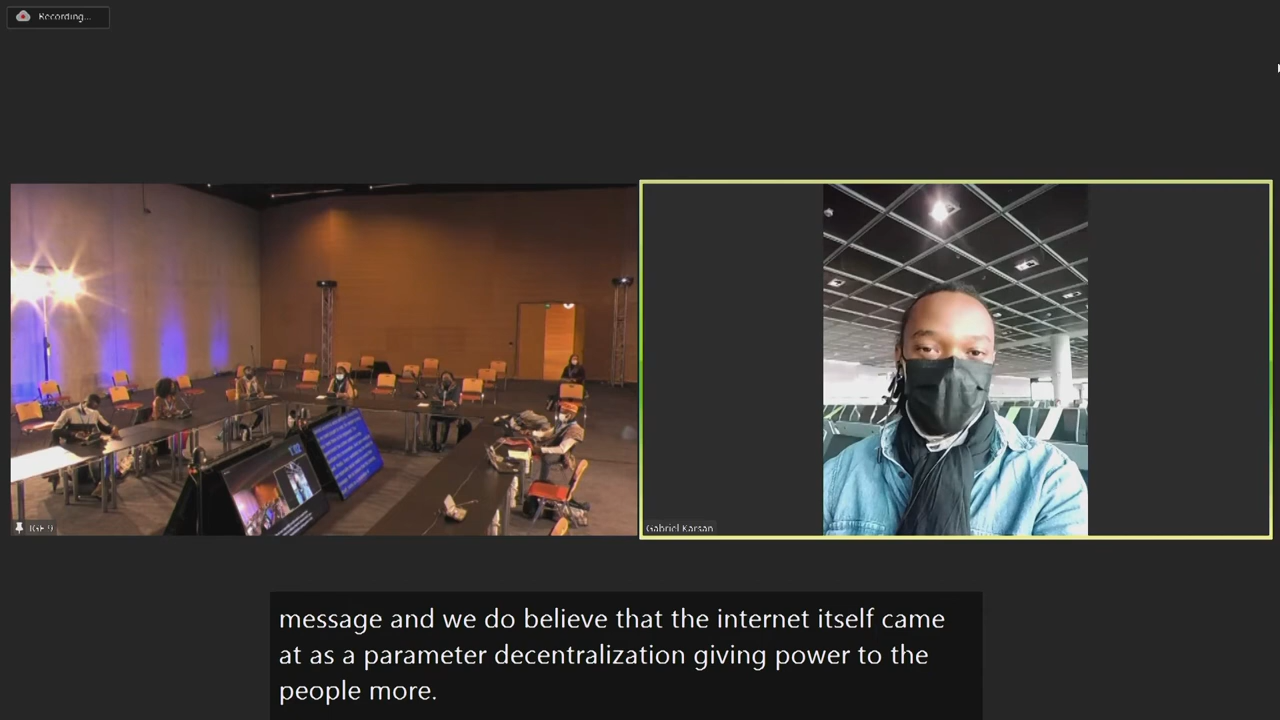 Recording...
IGF 9
Gabriel Karsan
message and we do believe that the internet itself came
at as a parameter decentralization giving power to the
people more.